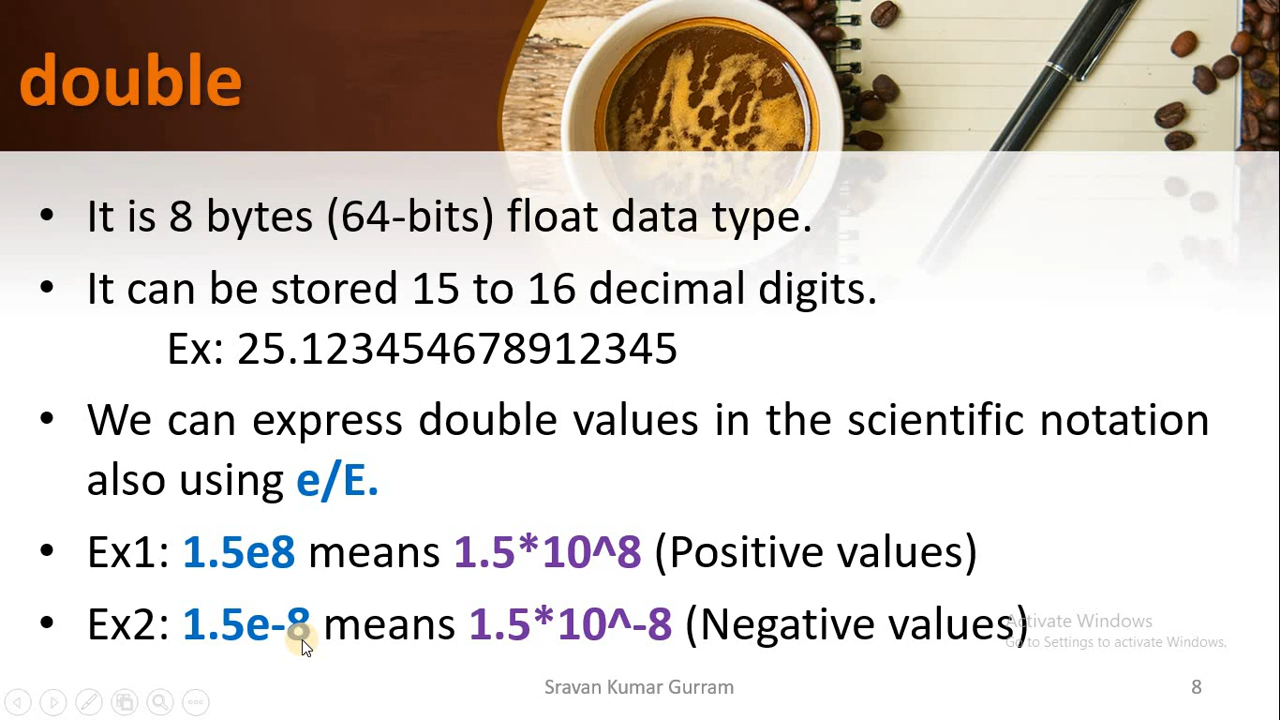 double
• It is 8 bytes (64-bits) float data type.
• It can be stored 15 to 16 decimal digits.
Ex: 25.123454678912345
• We can express double values in the scientific notation
also using e/E.
• Ex1: 1.5e8 means 1.5*10^8 (Positive values)
• Ex2: 1.5e-8 means 1.5*10^-8 (Negative values)
Activate Windows
Go to Settings to activate Windows.
Sravan Kumar Gurram
8